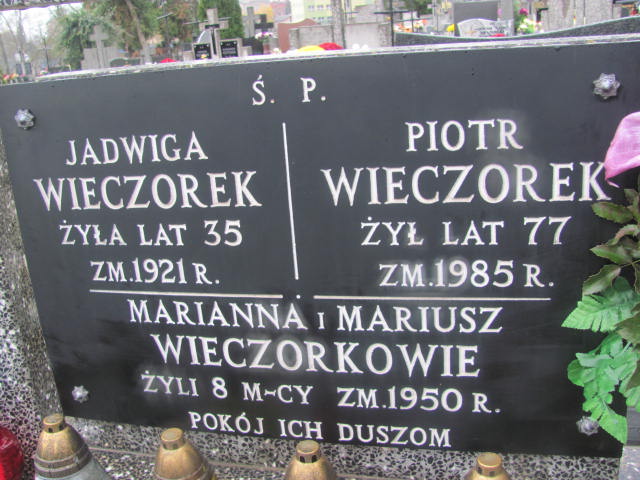 Ś. P.
JADWIGA
WIECZOREK
ŻYŁA LAT 35
ZM. 1921 R.
PIOTR
WIECZOREK
ŻYŁ LAT 77
ZM. 1985 R.
MARIANNA I MARIUSZ
WIECZORKOWIE
ŻYLI 8 M-CY ZM. 1950 R.
POKÓJ ICH DUSZOM